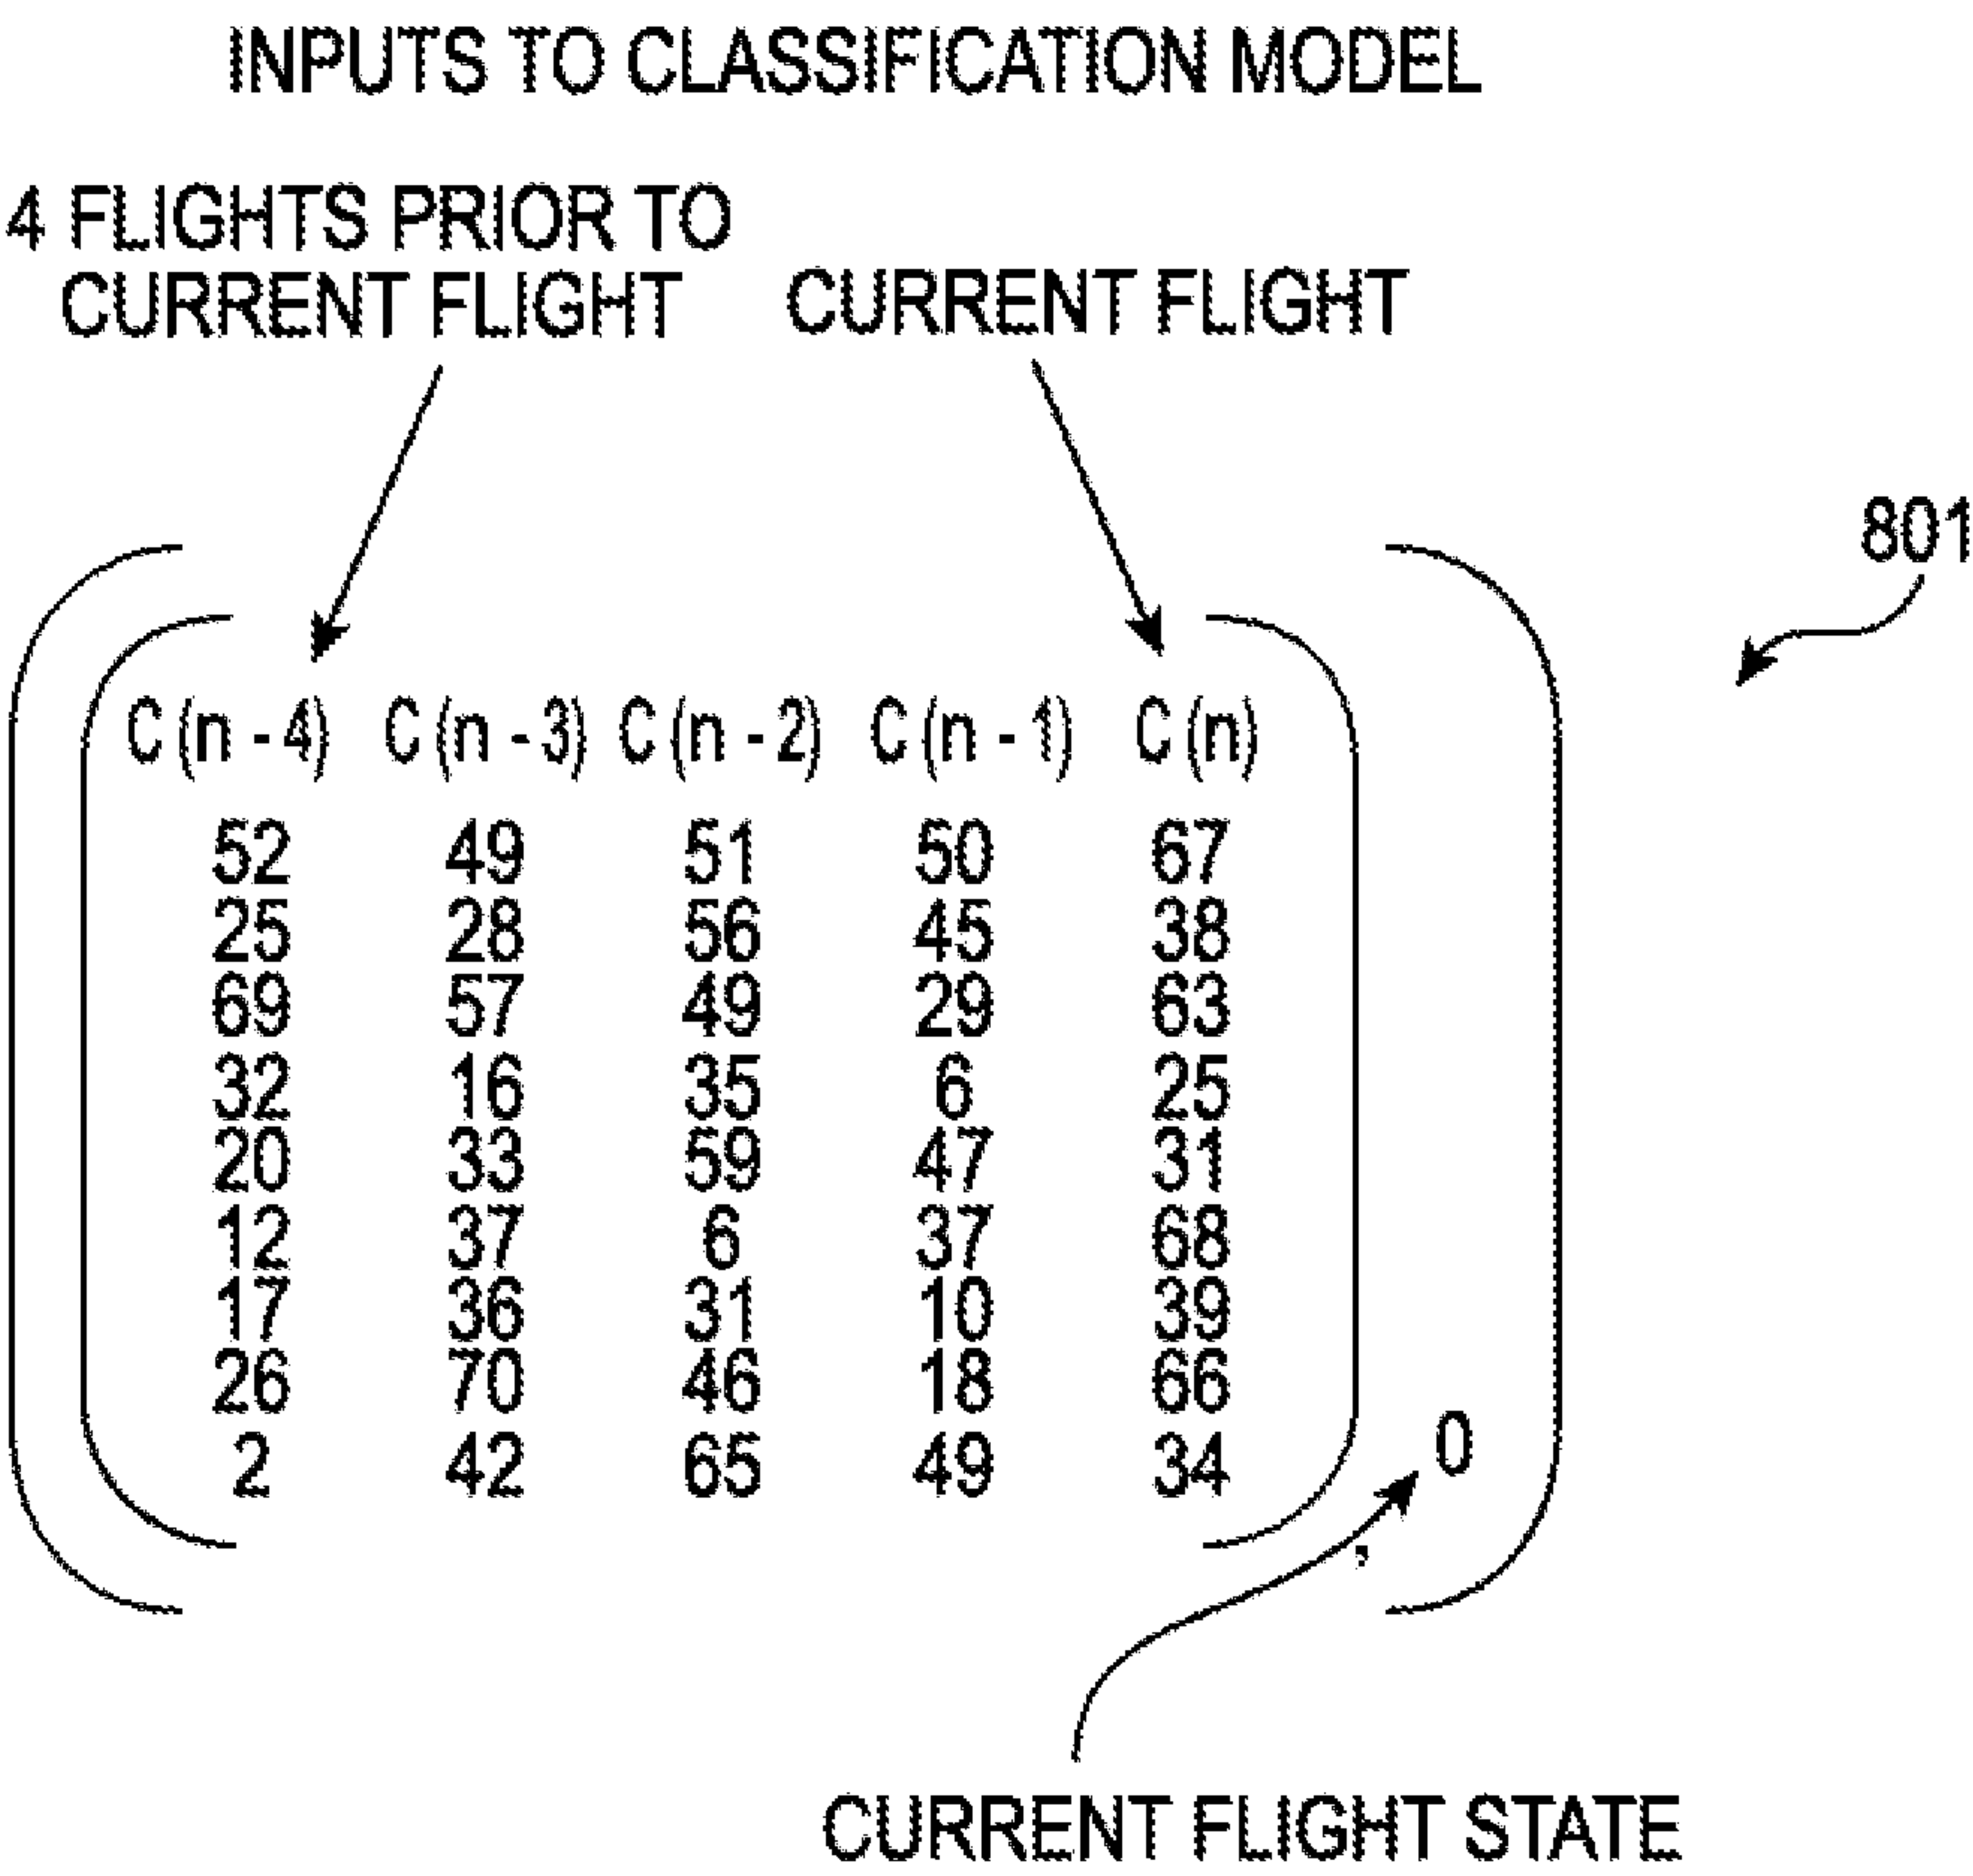 INPUTS TO CLASSIFICATION MODEL
4 FLIGHTS PRIOR TO
CURRENT FLIGHT
CURRENT FLIGHT
801
C (n - 4) C (n - 3) C (n - 2) C (n - 1) C (n)
52 49 51 50 67
25 28 56 45 38
69 57 49 29 63
32 16 35 6 25
20 33 59 47 31
12 37 6 37 68
17 36 31 10 39
26 70 46 18 66
2 42 65 49 34
, 0
CURRENT FLIGHT STATE